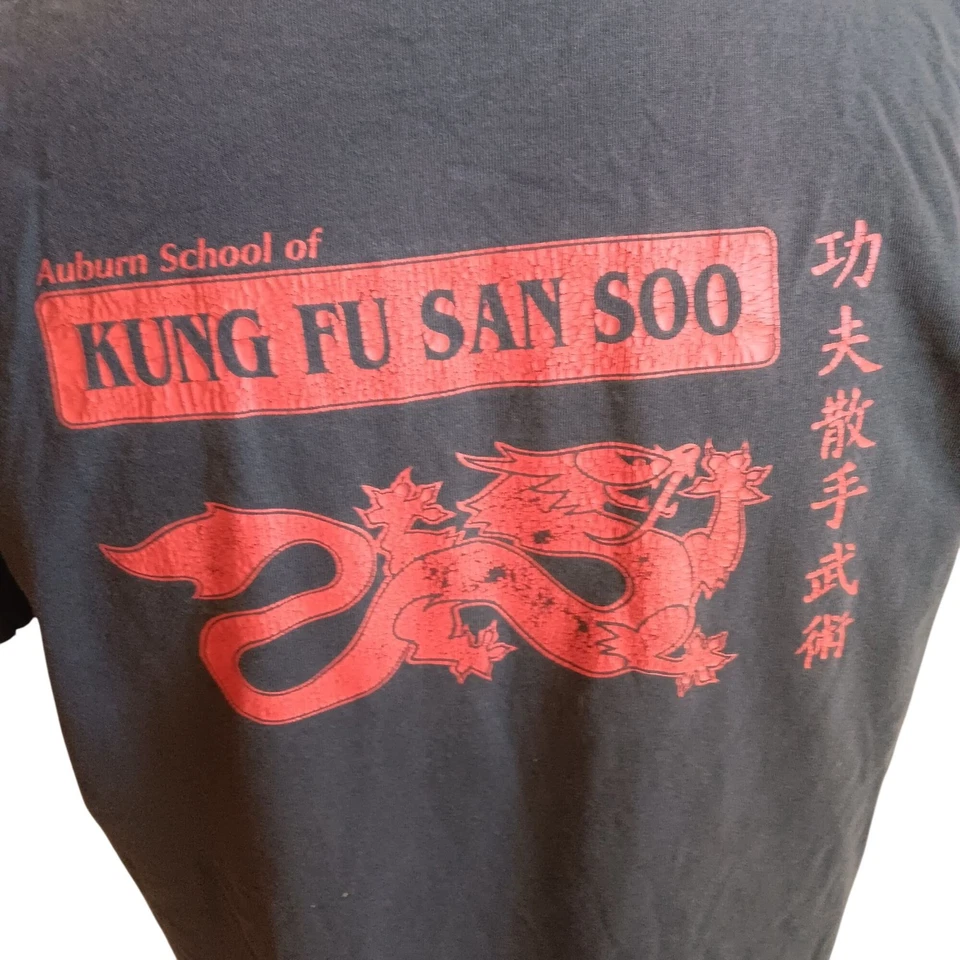 Auburn School of
KUNG FU SAN SOO
功夫散手武術